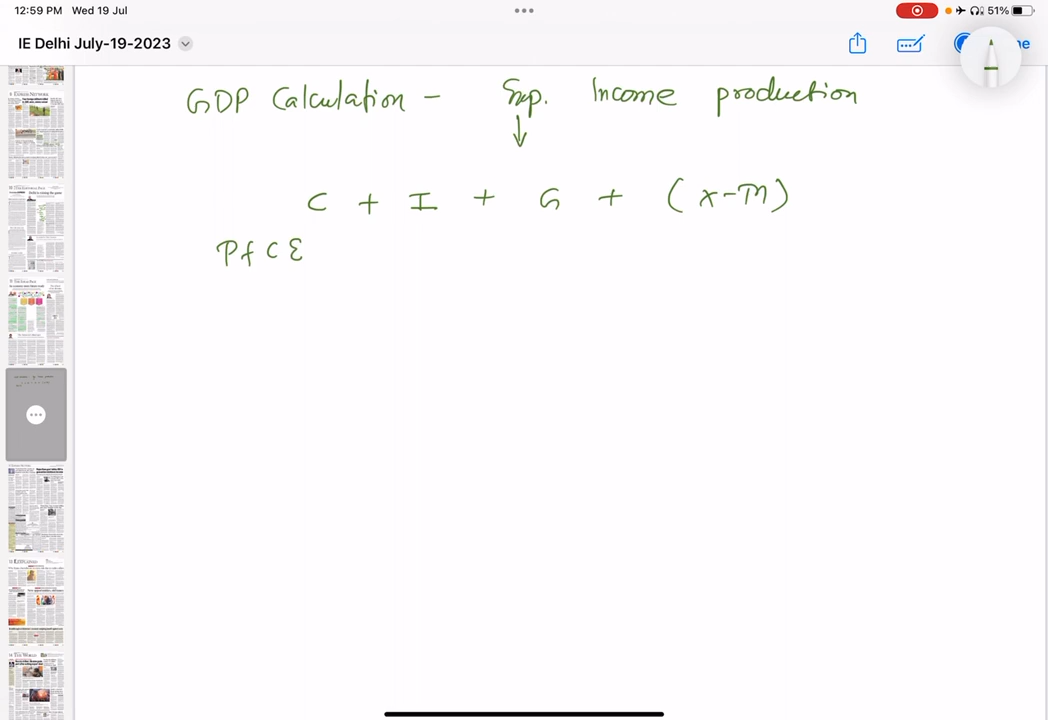 12:59 PM Wed 19 Jul
51%
IE Delhi July-19-2023
GDP Calculation - Exp. Income production
C + I + G + (X-M)
PfCE